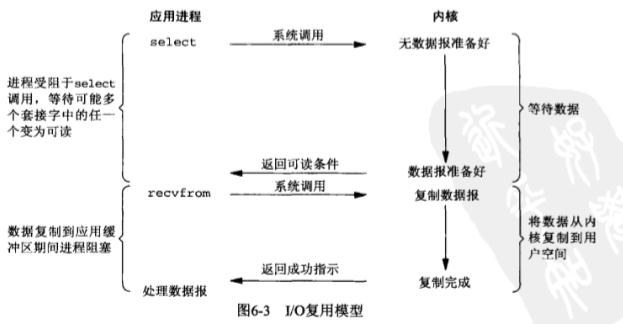 应用进程
内核
select
系统调用
无数据报准备好
进程受阻于select
调用,等待可能多
个套接字中的任一
个变为可读
等待数据
返回可读条件
数据报准备好
recvfrom
系统调用
复制数据报
数据复制到应用缓
冲区期间进程阻塞
将数据从内
核复制到用
户空间
返回成功指示
复制完成
处理数据报
图6-3 I/O复用模型